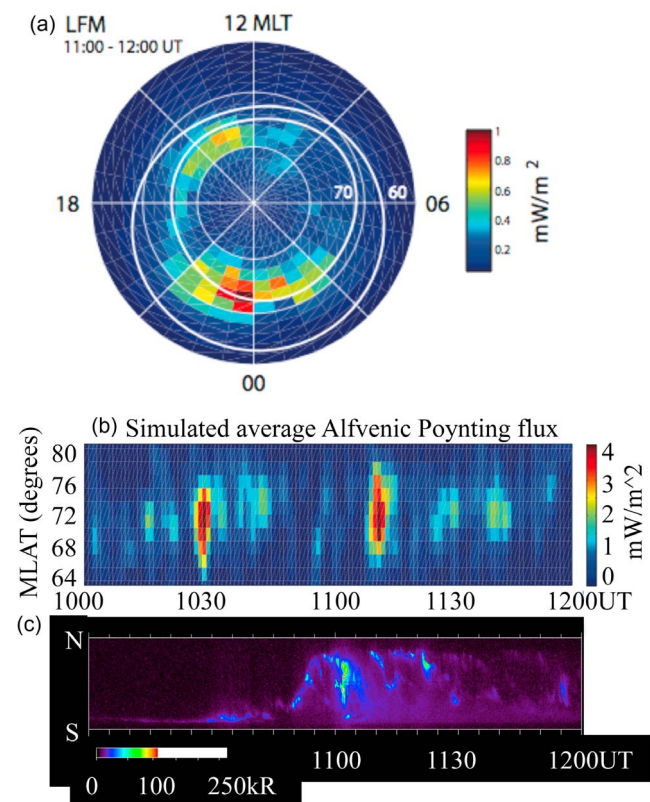 (a)
LFM
11:00 - 12:00 UT
12 MLT
18
70
60
06
00
1
0.8
0.6
0.4
0.2
mW/m²
(b) Simulated average Alfvenic Poynting flux
MLAT (degrees)
80
76
72
68
64
1000
1030
1100
1130
1200UT
4
3
2
1
0
mW/m^2
(c)
N
S
0
100
250kR
1100
1130
1200UT